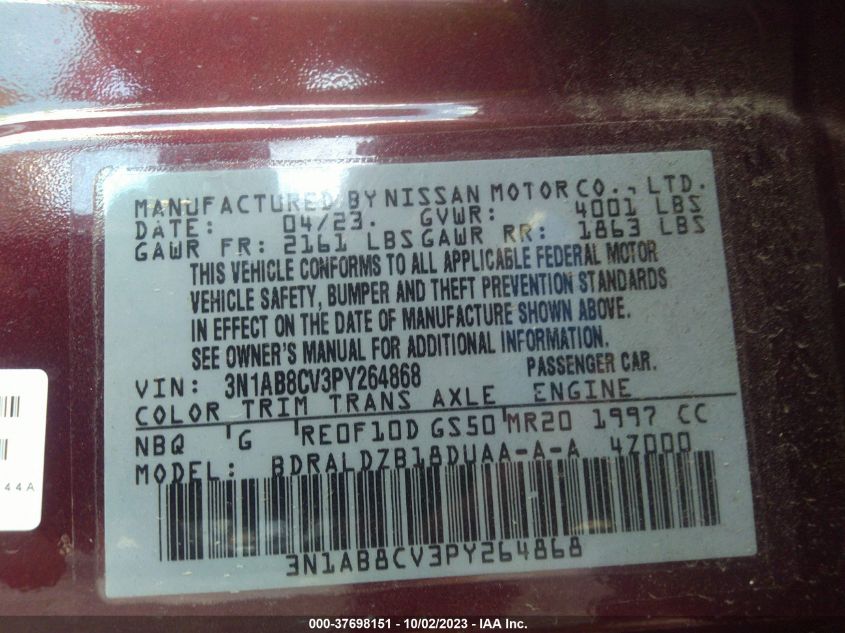 MANUFACTURED BY NISSAN MOTOR CO., LTD.
DATE: 04/23. GVWR: 4001 LBS
GAWR FR: 2161 LBS GAWR RR: 1863 LBS
THIS VEHICLE CONFORMS TO ALL APPLICABLE FEDERAL MOTOR
VEHICLE SAFETY, BUMPER AND THEFT PREVENTION STANDARDS
IN EFFECT ON THE DATE OF MANUFACTURE SHOWN ABOVE.
SEE OWNER'S MANUAL FOR ADDITIONAL INFORMATION.
VIN: 3N1AB8CV3PY264868 PASSENGER CAR.
COLOR TRIM TRANS AXLE ENGINE
NBQ 'G RE0F10D GS50 MR20 1997 CC
MODEL: BDRALDZB18DUAA-A-A 4Z000
3N1AB8CV3PY264868
44A
000-37698151 - 10/02/2023 - IAA Inc.